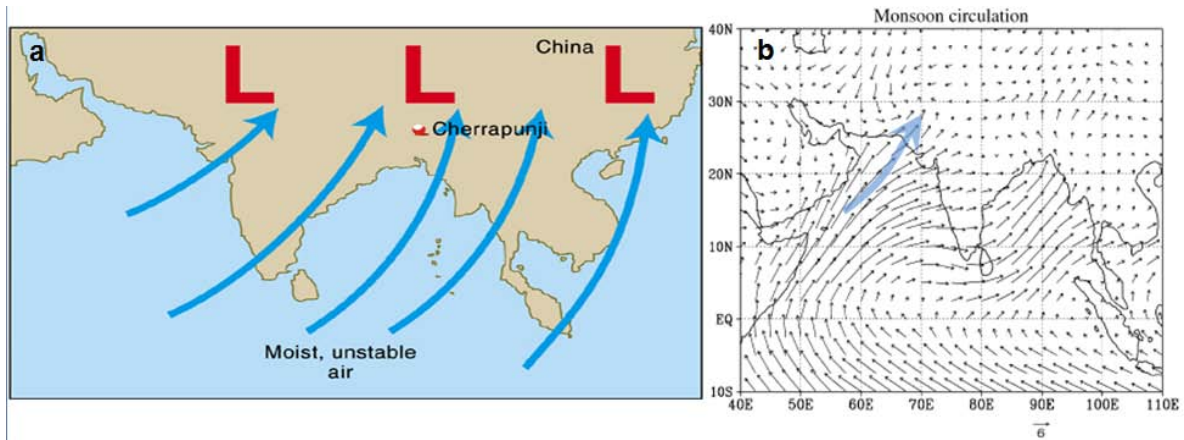 a
China
L
L
L
Cherrapunji
Moist, unstable
air
Monsoon circulation
b
40N
30N
20N
10N
EQ
10S
40E
50E
60E
70E
80E
90E
100E
110E
6